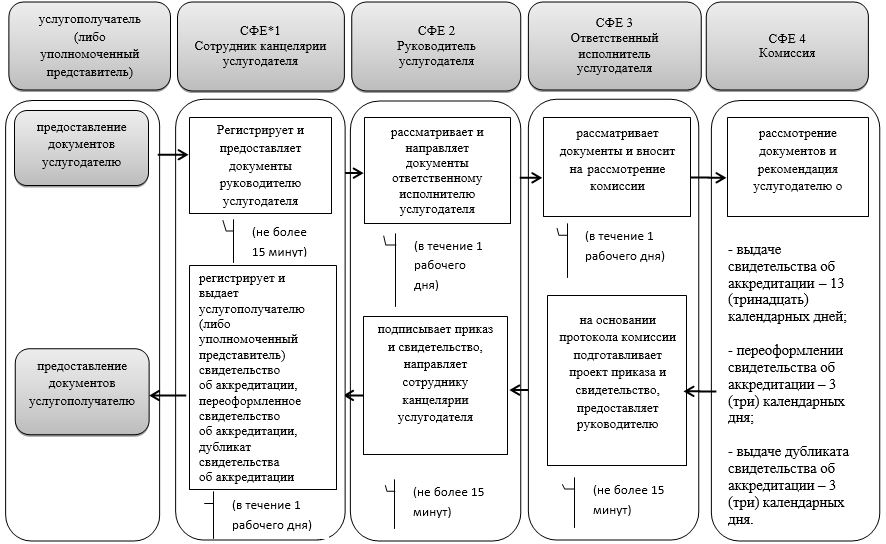 услугополучатель
(либо
уполномоченный
представитель)
СФЕ*1
Сотрудник канцелярии
услугодателя
СФЕ 2
Руководитель
услугодателя
СФЕ 3
Ответственный
исполнитель
услугодателя
СФЕ 4
Комиссия
предоставление
документов
услугодателю
Регистрирует и
предоставляет
документы
руководителю
услугодателя
рассматривает и
направляет
документы
ответственному
исполнителю
услугодателя
рассматривает
документы и вносит
на рассмотрение
комиссии
рассмотрение
документов и
рекомендация
услугодателю о
(не более
15 минут)
(в течение 1
рабочего
дня)
(в течение 1
рабочего дня)
- выдаче
свидетельства об
аккредитации – 13
(тринадцать)
календарных дней;
- переоформлении
свидетельства об
аккредитации – 3
(три) календарных
дня;
- выдаче дубликата
свидетельства об
аккредитации – 3
(три) календарных
дня.
на основании
протокола комиссии
подготавливает
проект приказа и
свидетельство,
предоставляет
руководителю
(не более 15
минут)
подписывает приказ
и свидетельство,
направляет
сотруднику
канцелярии
услугодателя
(не более 15
минут)
регистрирует и
выдает
услугополучателю
(либо
уполномоченный
представитель)
свидетельство
об аккредитации,
переоформленное
свидетельство
об аккредитации,
дубликат
свидетельства
об аккредитации
(в течение 1
рабочего дня)
предоставление
документов
услугополучателю